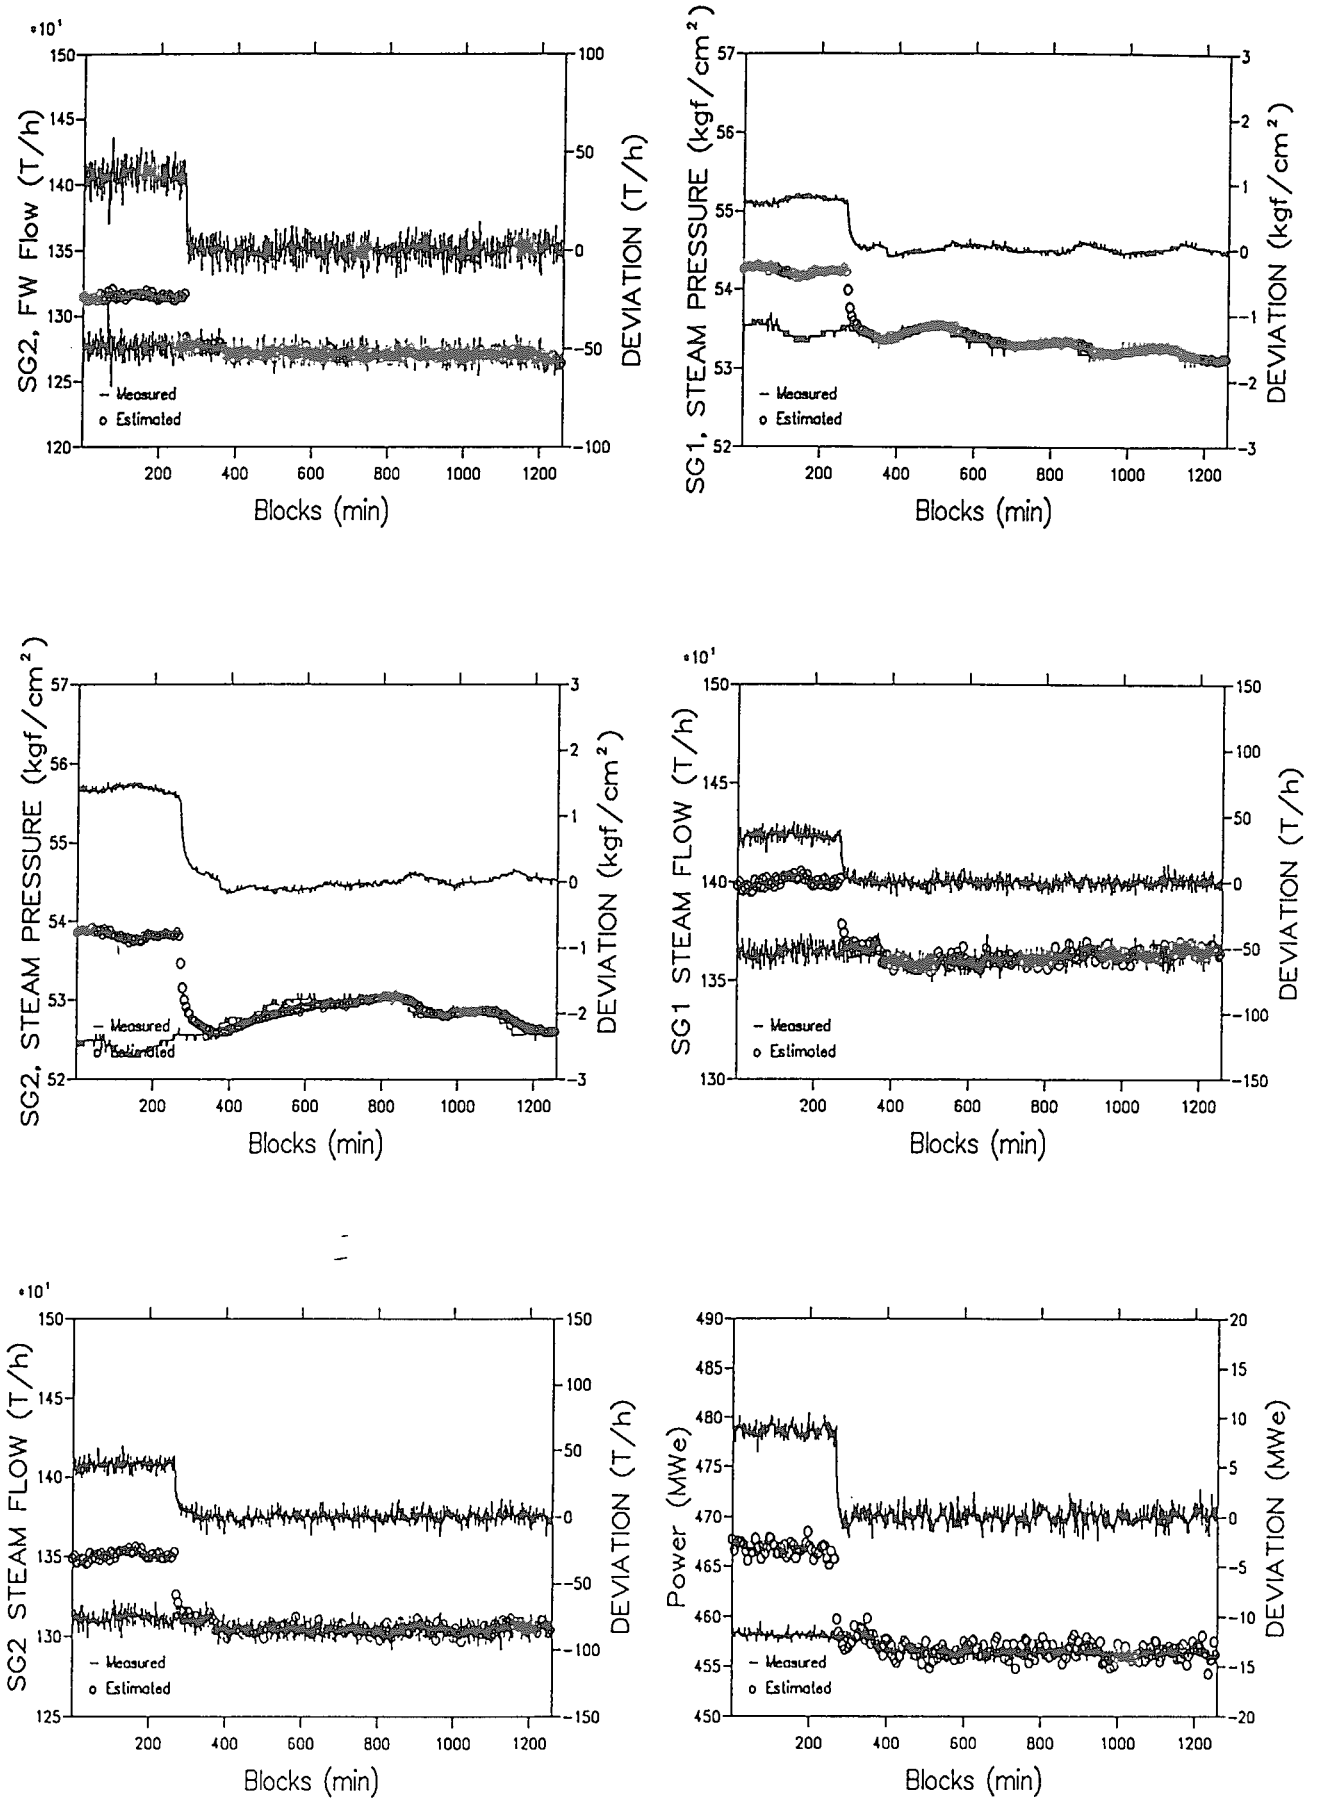 *10¹
150
145
140
135
130
125
120
100
50
0
-50
-100
SG2, FW Flow (T/h)
DEVIATION (T/h)
Measured
o Estimated
200 400 600 800 1000 1200
Blocks (min)
57
56
55
54
53
52
3
2
1
0
-1
-2
-3
SG1, STEAM PRESSURE (kgf/cm²)
DEVIATION (kgf/cm²)
Measured
o Estimated
200 400 600 800 1000 1200
Blocks (min)
57
56
55
54
53
52
3
2
1
0
-1
-2
-3
SG2, STEAM PRESSURE (kgf/cm²)
DEVIATION (kgf/cm²)
Measured
o Estimated
200 400 600 800 1000 1200
Blocks (min)
*10¹
150
145
140
135
130
150
100
50
0
-50
-100
-150
SG1 STEAM FLOW (T/h)
DEVIATION (T/h)
Measured
o Estimated
200 400 600 800 1000 1200
Blocks (min)
*10¹
150
145
140
135
130
125
150
100
50
0
-50
-100
-150
SG2 STEAM FLOW (T/h)
DEVIATION (T/h)
Measured
o Estimated
200 400 600 800 1000 1200
Blocks (min)
490
485
480
475
470
465
460
455
450
20
15
10
5
0
-5
-10
-15
-20
Power (MWe)
DEVIATION (MWe)
Measured
o Estimated
200 400 600 800 1000 1200
Blocks (min)